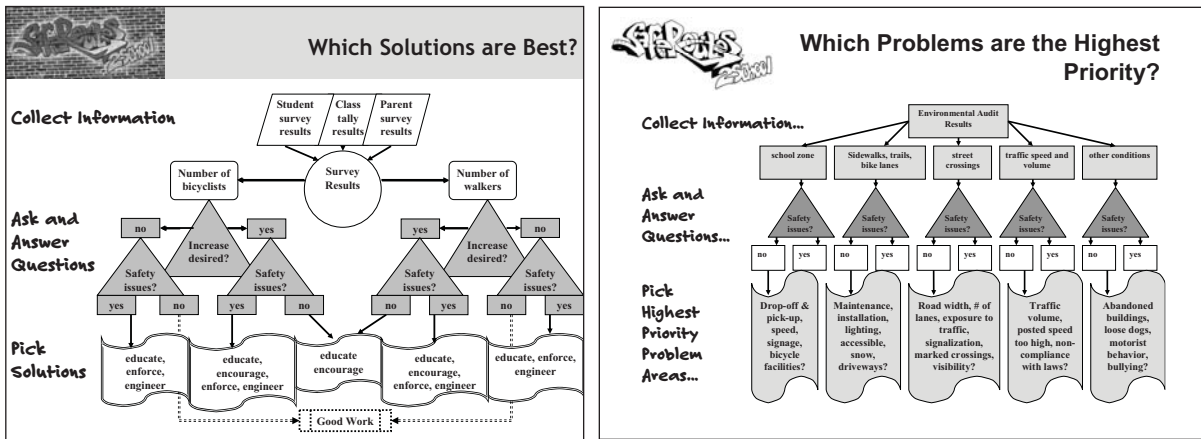 Which Solutions are Best?
Collect Information
Student
survey
results
Class
tally
results
Parent
survey
results
Survey
Results
Number of
bicyclists
Number of
walkers
Ask and
Answer
Questions
no
Increase
desired?
yes
yes
Increase
desired?
no
Safety
issues?
Safety
issues?
Safety
issues?
Safety
issues?
yes
no
yes
no
no
yes
no
yes
Pick
Solutions
educate,
enforce,
engineer
educate,
encourage,
enforce, engineer
educate
encourage
educate,
encourage,
enforce, engineer
educate, enforce,
engineer
Good Work
2 School
Which Problems are the Highest
Priority?
Collect Information...
Environmental Audit
Results
school zone
Sidewalks, trails,
bike lanes
street
crossings
traffic speed and
volume
other conditions
Ask and
Answer
Questions...
Safety
issues?
Safety
issues?
Safety
issues?
Safety
issues?
Safety
issues?
no
yes
no
yes
no
yes
no
yes
no
yes
Pick
Highest
Priority
Problem
Areas...
Drop-off &
pick-up,
speed,
signage,
bicycle
facilities?
Maintenance,
installation,
lighting,
accessible,
snow,
driveways?
Road width, # of
lanes, exposure to
traffic,
signalization,
marked crossings,
visibility?
Traffic
volume,
posted speed
too high, non-
compliance
with laws?
Abandoned
buildings,
loose dogs,
motorist
behavior,
bullying?